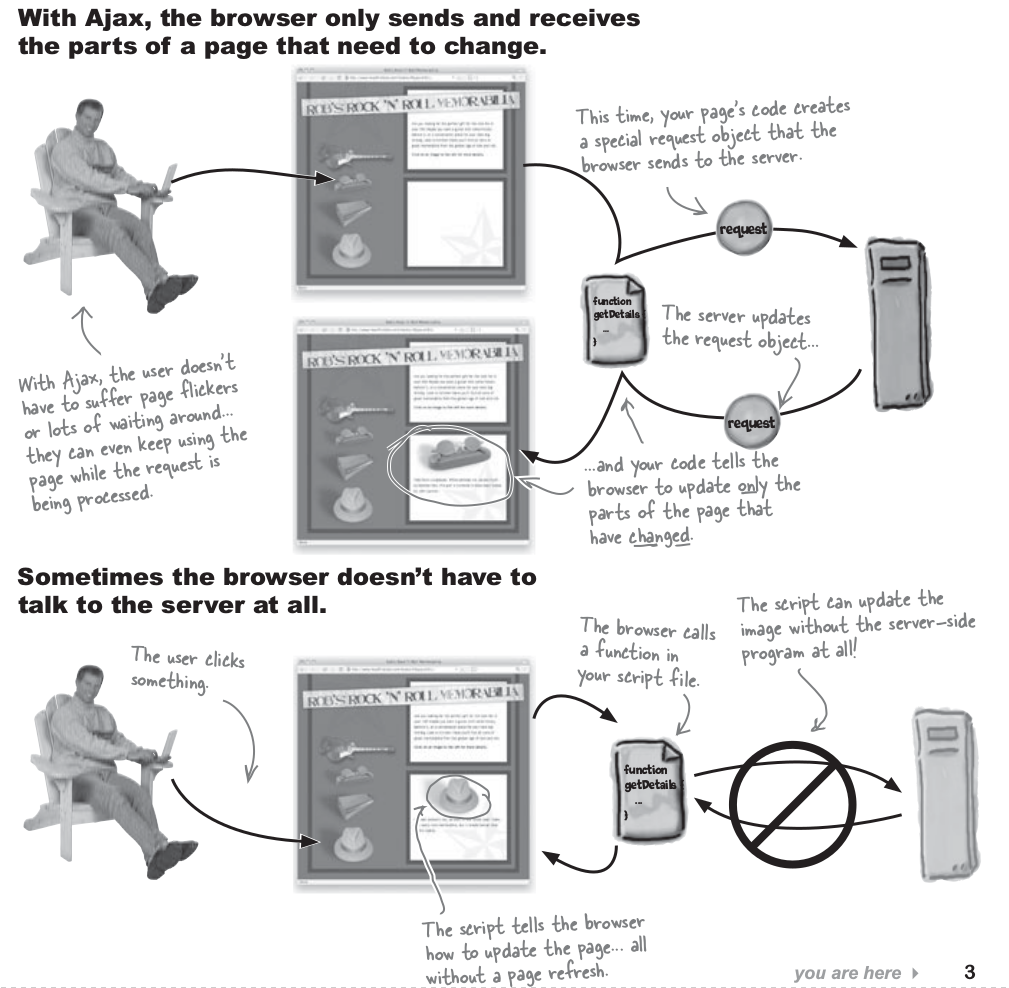 With Ajax, the browser only sends and receives
the parts of a page that need to change.
ROB'S ROCK 'N' ROLL MEMORABILIA
This time, your page's code creates
a special request object that the
browser sends to the server.
request
function
getDetails
...
}
The server updates
the request object...
request
With Ajax, the user doesn't
have to suffer page flickers
or lots of waiting around...
they can even keep using the
page while the request is
being processed.
ROB'S ROCK 'N' ROLL MEMORABILIA
...and your code tells the
browser to update only the
parts of the page that
have changed.
Sometimes the browser doesn't have to
talk to the server at all.
The user clicks
something.
ROB'S ROCK 'N' ROLL MEMORABILIA
The browser calls
a function in
your script file.
The script can update the
image without the server-side
program at all!
function
getDetails
...
}
The script tells the browser
how to update the page... all
without a page refresh.
you are here
3